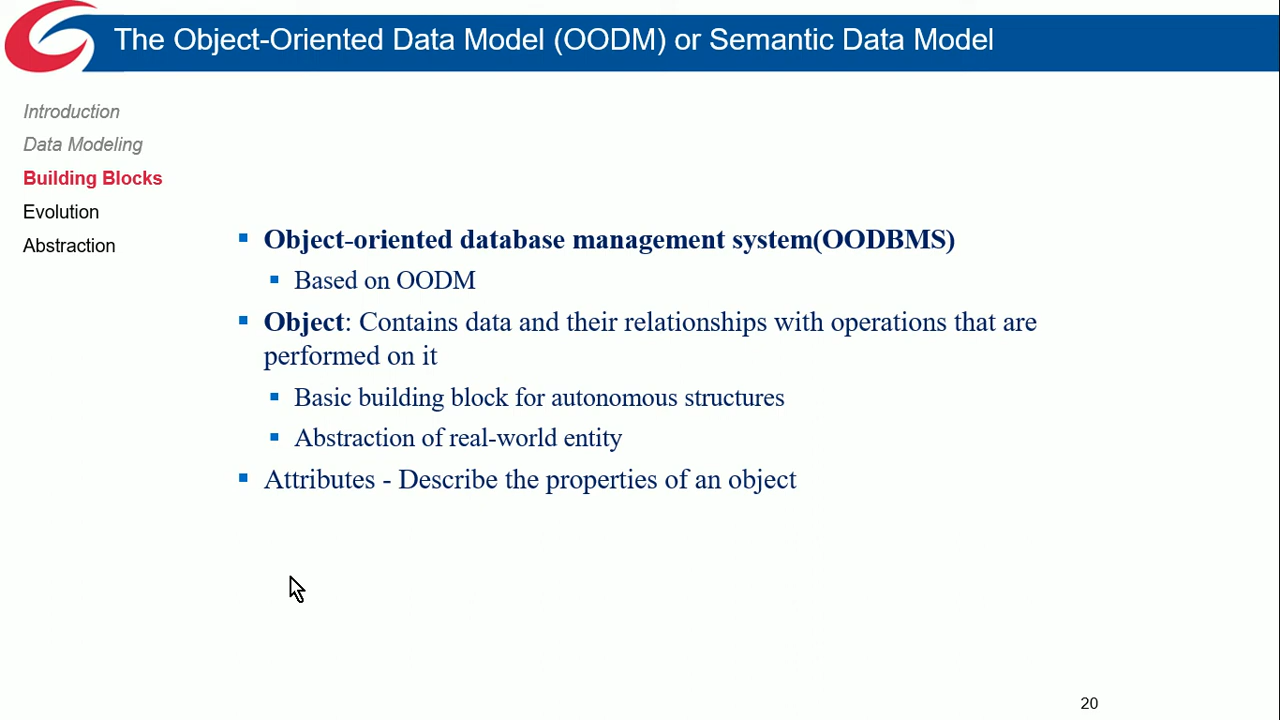 The Object-Oriented Data Model (OODM) or Semantic Data Model
Introduction
Data Modeling
Building Blocks
Evolution
Abstraction
Object-oriented database management system(OODBMS)
Based on OODM
Object: Contains data and their relationships with operations that are
performed on it
Basic building block for autonomous structures
Abstraction of real-world entity
Attributes - Describe the properties of an object
20